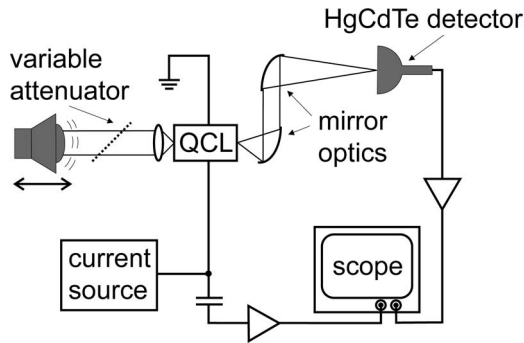 HgCdTe detector
variable
attenuator
QCL
mirror
optics
current
source
scope